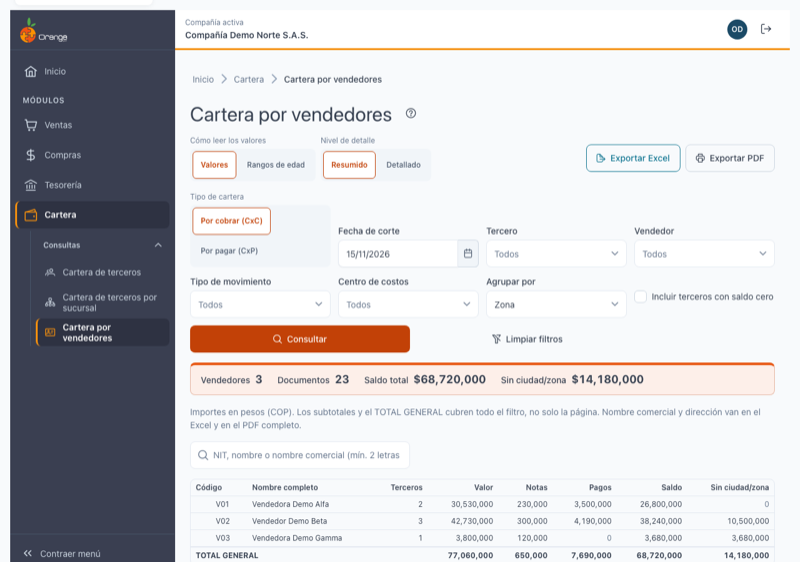 Orange
Compañía activa
Compañía Demo Norte S.A.S.
OD
Inicio
MÓDULOS
Ventas
Compras
Tesorería
Cartera
Consultas
Cartera de terceros
Cartera de terceros por
sucursal
Cartera por
vendedores
Contraer menú
Inicio > Cartera > Cartera por vendedores
Cartera por vendedores
Cómo leer los valores
Nivel de detalle
Valores Rangos de edad
Resumido Detallado
Exportar Excel
Exportar PDF
Tipo de cartera
Por cobrar (CxC)
Por pagar (CxP)
Fecha de corte
15/11/2026
Tercero
Todos
Vendedor
Todos
Tipo de movimiento
Todos
Centro de costos
Todos
Agrupar por
Zona
Incluir terceros con saldo cero
Consultar
Limpiar filtros
Vendedores 3 Documentos 23 Saldo total $68,720,000 Sin ciudad/zona $14,180,000
Importes en pesos (COP). Los subtotales y el TOTAL GENERAL cubren todo el filtro, no solo la página. Nombre comercial y dirección van en el
Excel y en el PDF completo.
NIT, nombre o nombre comercial (mín. 2 letras
Código Nombre completo Terceros Valor Notas Pagos Saldo Sin ciudad/zona
V01 Vendedora Demo Alfa 2 30,530,000 230,000 3,500,000 26,800,000 0
V02 Vendedor Demo Beta 3 42,730,000 300,000 4,190,000 38,240,000 10,500,000
V03 Vendedora Demo Gamma 1 3,800,000 120,000 0 3,680,000 3,680,000
TOTAL GENERAL 77,060,000 650,000 7,690,000 68,720,000 14,180,000